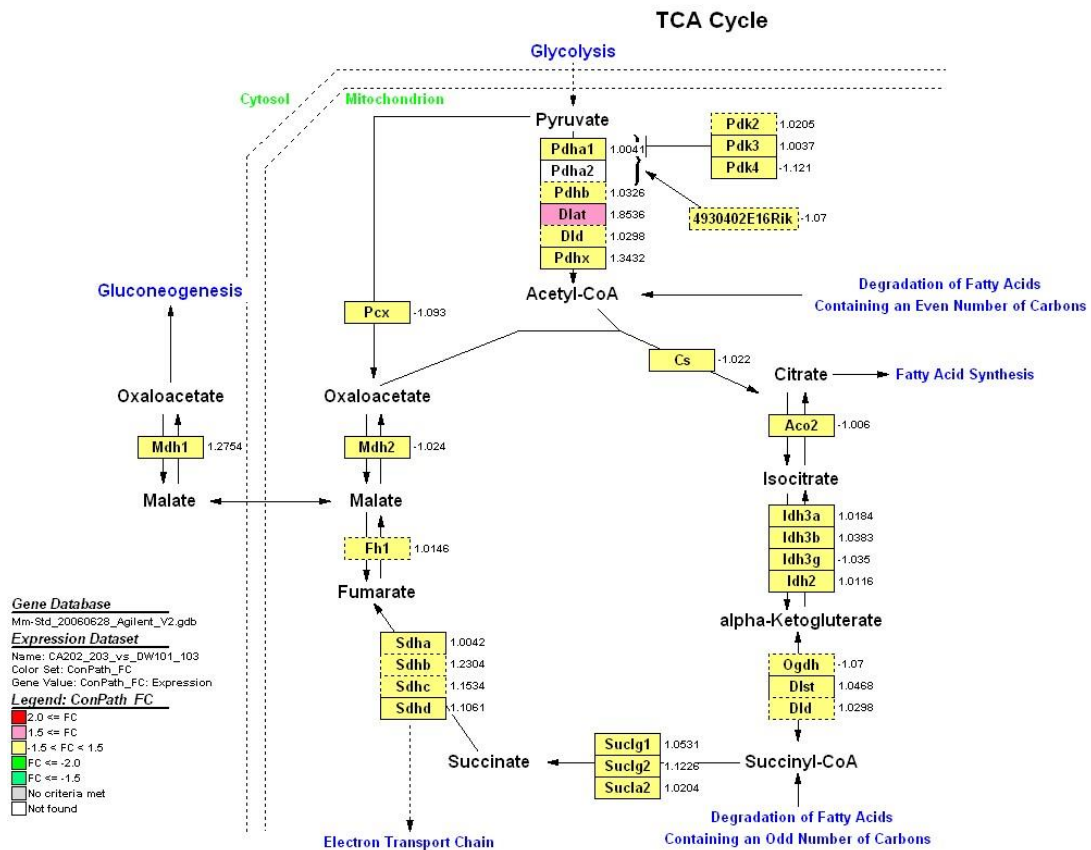 TCA Cycle
Glycolysis
Cytosol
Mitochondrion
Pyruvate
Pdha1 1.0041
Pdha2
Pdhb 1.0326
Dlat 1.8536
Dld 1.0298
Pdhx 1.3432
Pdk2 1.0205
Pdk3 1.0037
Pdk4 -1.121
4930402E16Rik -1.07
Acetyl-CoA
Degradation of Fatty Acids
Containing an Even Number of Carbons
Gluconeogenesis
Pcx -1.093
Cs -1.022
Citrate
Fatty Acid Synthesis
Oxaloacetate
Oxaloacetate
Mdh1 1.2754
Mdh2 -1.024
Aco2 -1.006
Malate
Malate
Isocitrate
Idh3a 1.0184
Idh3b 1.0383
Idh3g -1.035
Idh2 1.0116
Fh1 1.0146
Fumarate
alpha-Ketogluterate
Sdha 1.0042
Sdhb 1.2304
Sdhc 1.1534
Sdhd 1.1061
Ogdh -1.07
Dlst 1.0468
Dld 1.0298
Succinate
Suclg1 1.0531
Suclg2 1.1226
Sucla2 1.0204
Succinyl-CoA
Electron Transport Chain
Degradation of Fatty Acids
Containing an Odd Number of Carbons
Gene Database
Mm-Std_20060628_Agilent_V2.gdb
Expression Dataset
Name: CA202_203_vs_DW101_103
Color Set: ConPath_FC
Gene Value: ConPath_FC: Expression
Legend: ConPath_FC
2.0 <= FC
1.5 <= FC
-1.5 < FC < 1.5
FC <= -2.0
FC <= -1.5
No criteria met
Not found